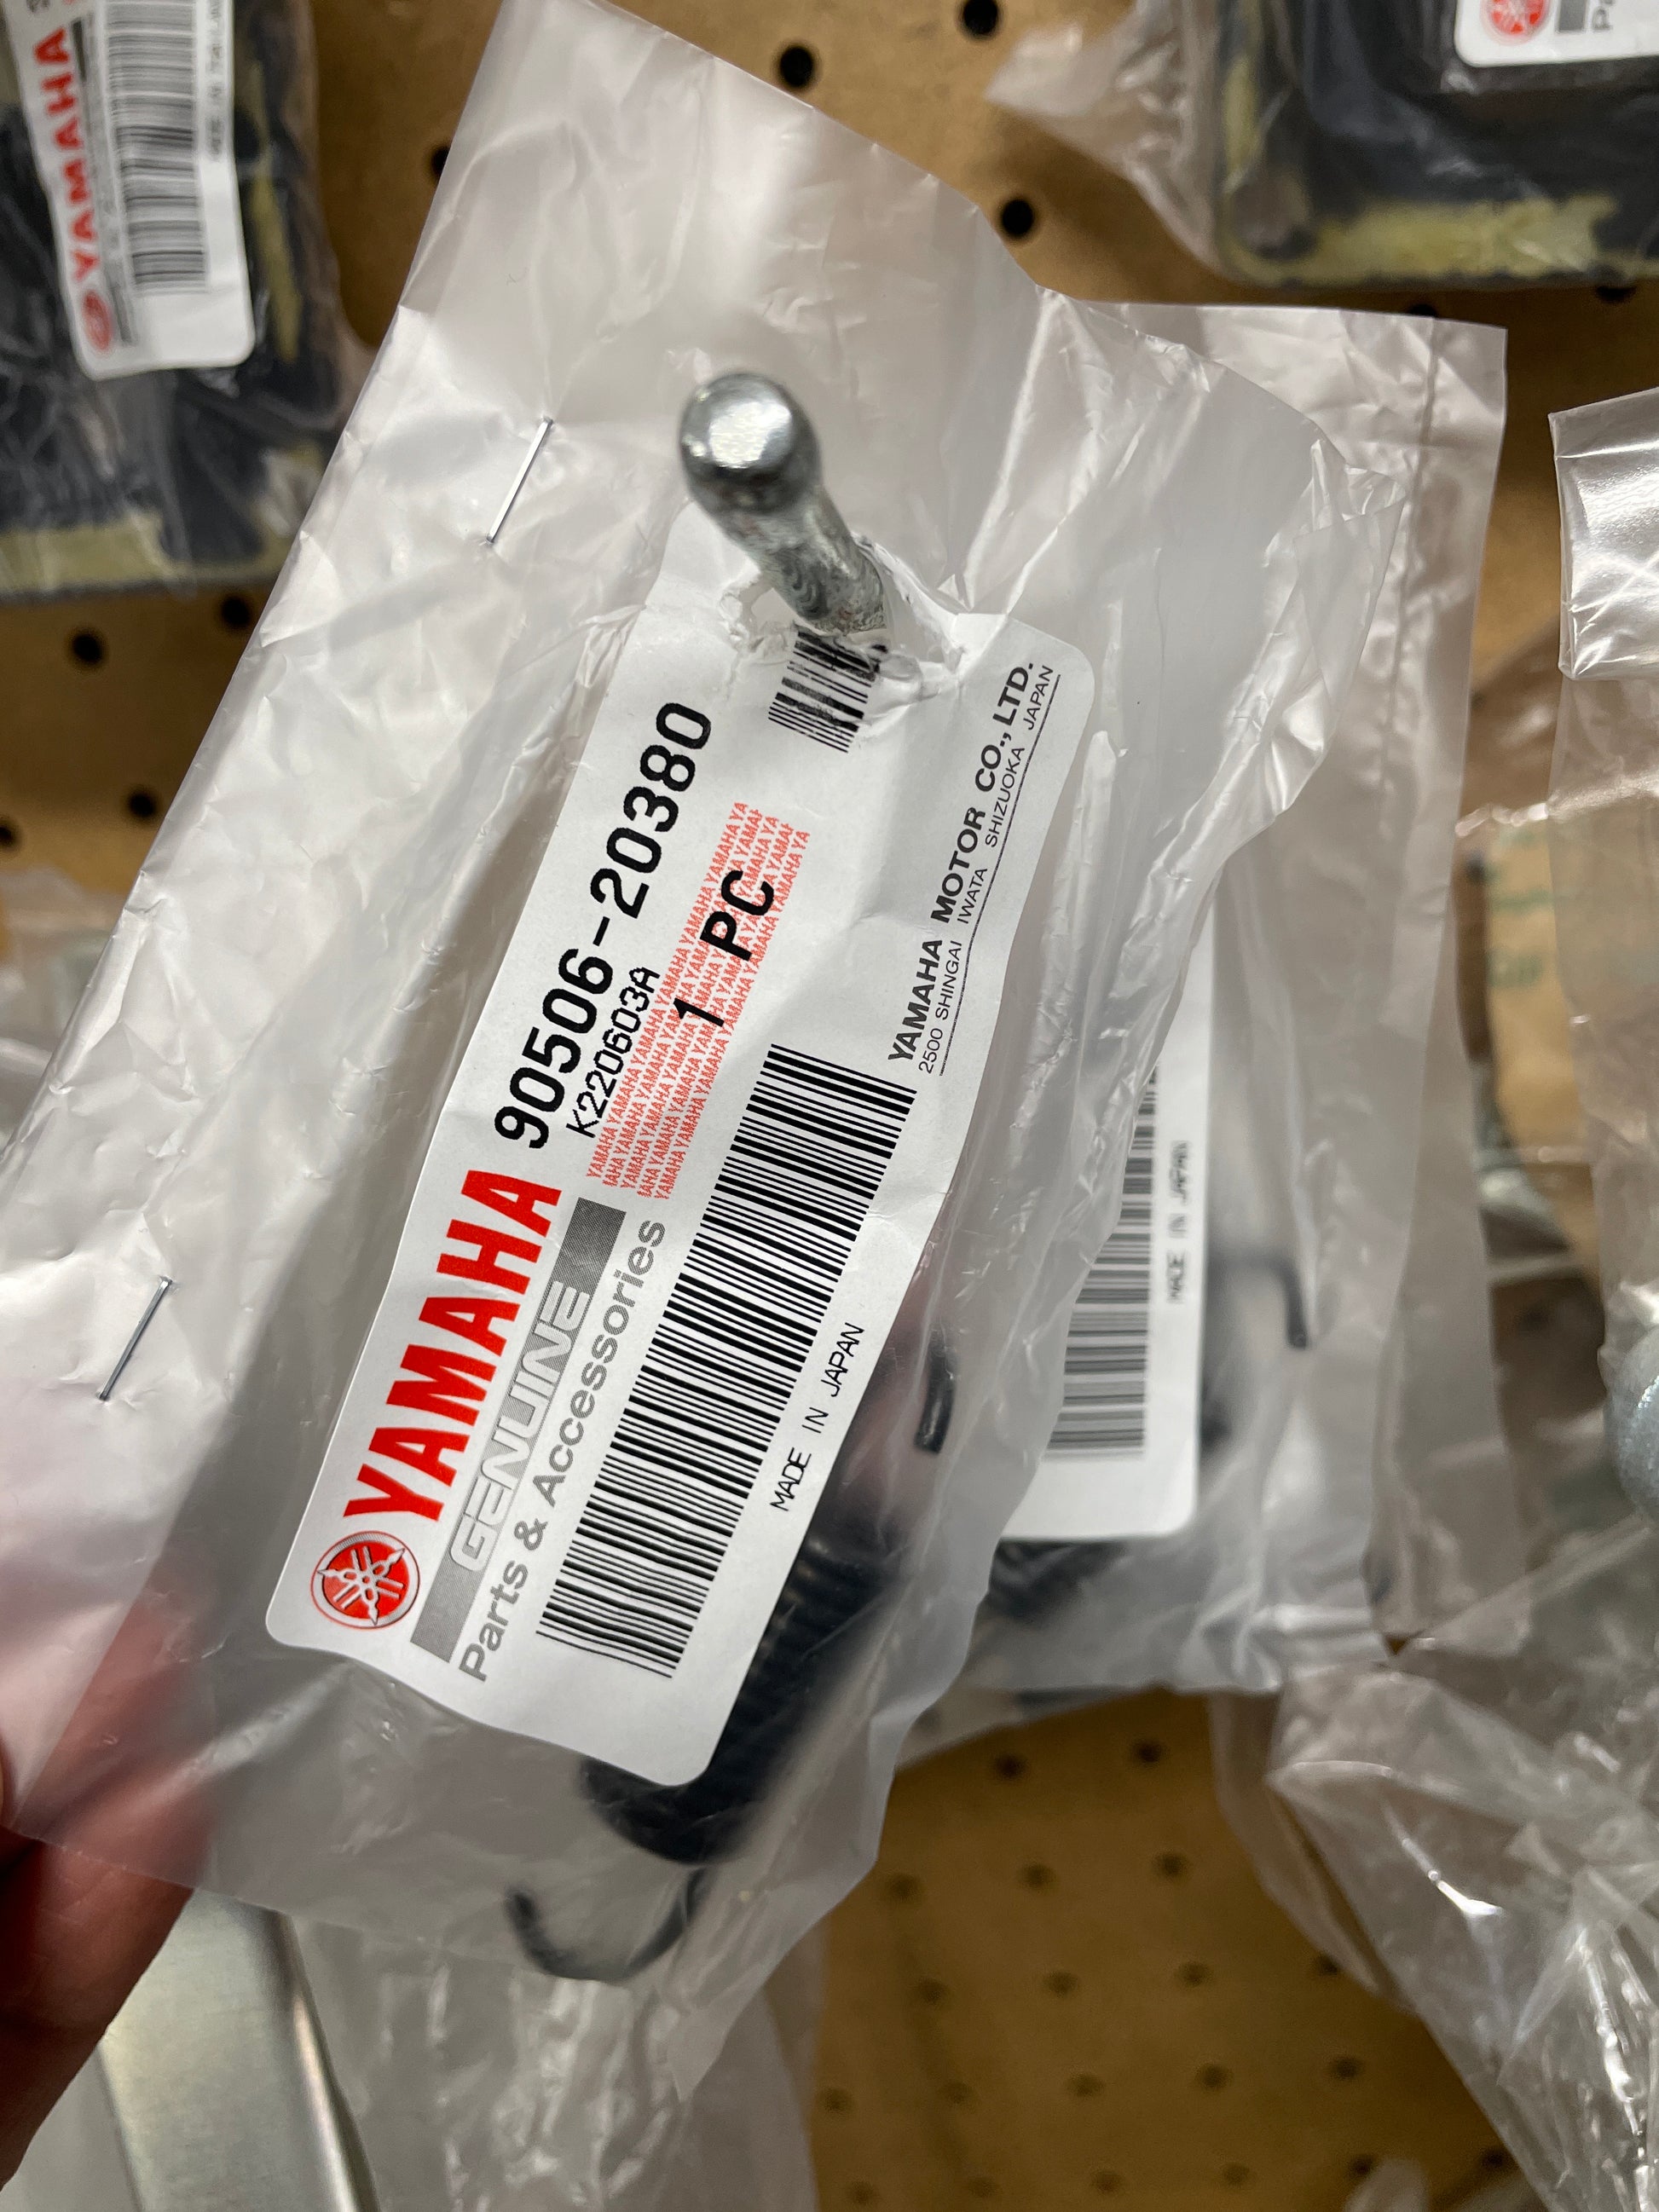 YAMAHA 90506-20380
K220603A
GENUINE
Parts & Accessories
1 PC
MADE IN JAPAN
YAMAHA MOTOR CO., LTD.
2500 SHINGAI IWATA SHIZUOKA JAPAN
MADE IN JAPAN
YAMAHA